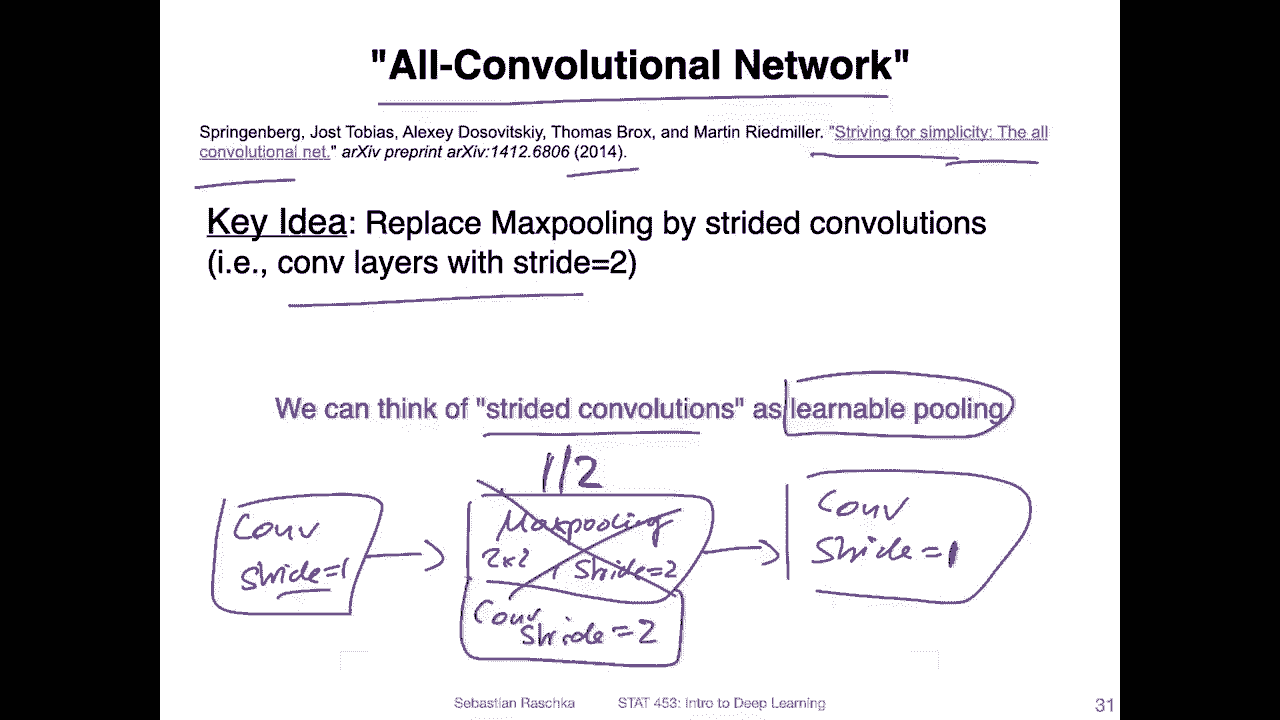 "All-Convolutional Network"
Springenberg, Jost Tobias, Alexey Dosovitskiy, Thomas Brox, and Martin Riedmiller. "Striving for simplicity: The all
convolutional net." arXiv preprint arXiv:1412.6806 (2014).
Key Idea: Replace Maxpooling by strided convolutions
(i.e., conv layers with stride=2)
We can think of "strided convolutions" as learnable pooling
1/2
Conv
Stride=1
Maxpooling
2x2, Stride=2
Conv
Stride=2
Conv
Stride=1
Sebastian Raschka STAT 453: Intro to Deep Learning 31